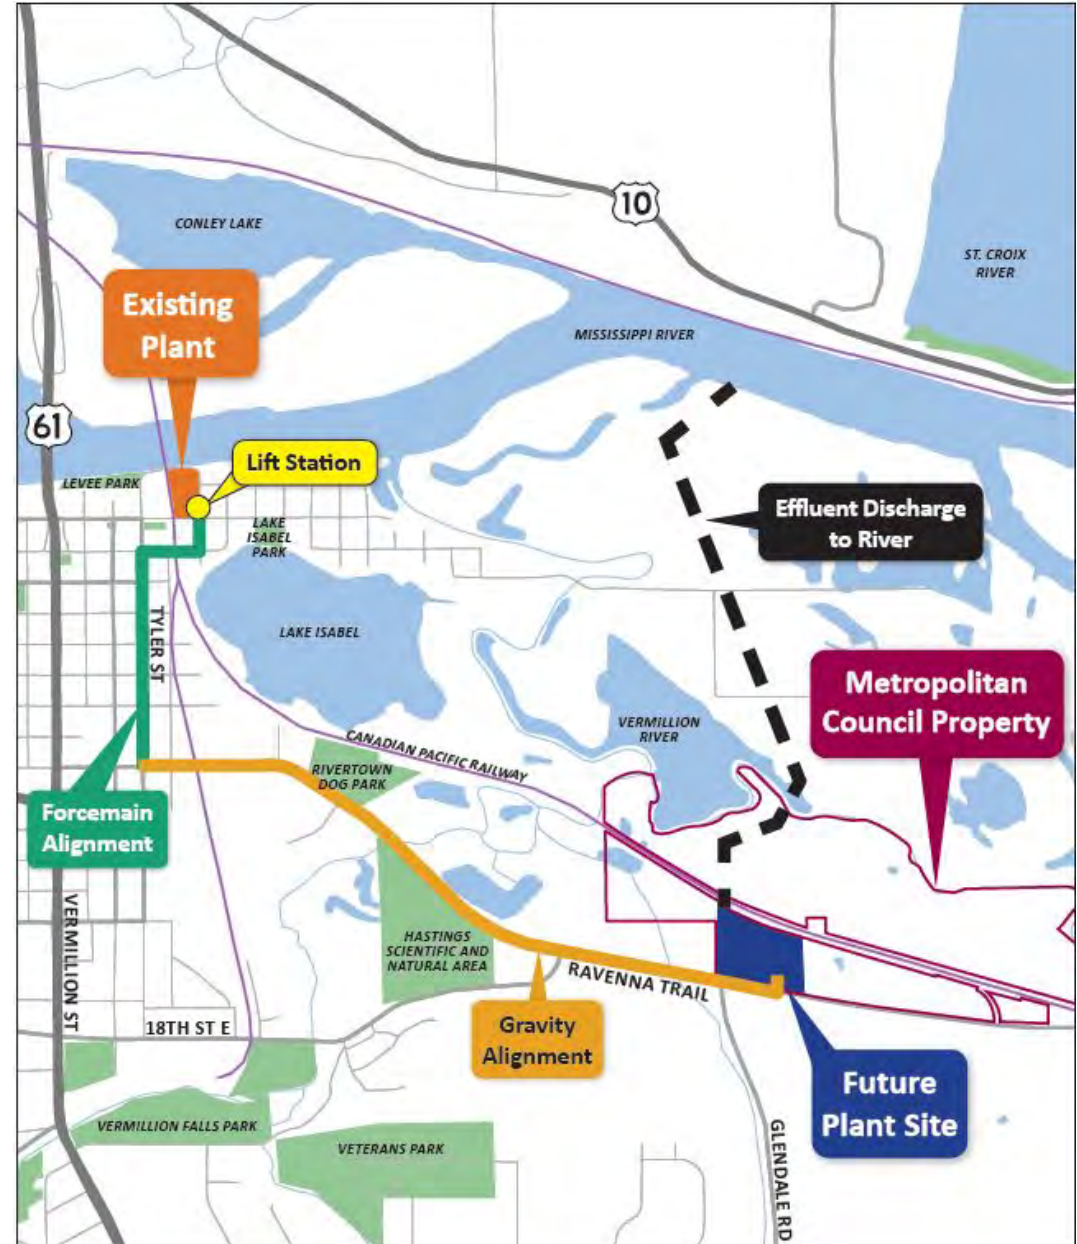 CONLEY LAKE
10
ST. CROIX
RIVER
Existing
Plant
MISSISSIPPI RIVER
61
Lift Station
LEVEE PARK
LAKE
ISABEL
PARK
Effluent Discharge
to River
TYLER ST
LAKE ISABEL
Metropolitan
Council Property
VERMILLION
RIVER
CANADIAN PACIFIC RAILWAY
RIVERTOWN
DOG PARK
Forcemain
Alignment
VERMILLION ST
HASTINGS
SCIENTIFIC AND
NATURAL AREA
RAVENNA TRAIL
18TH ST E
Gravity
Alignment
Future
Plant Site
VERMILLION FALLS PARK
VETERANS PARK
GLENDALE RD